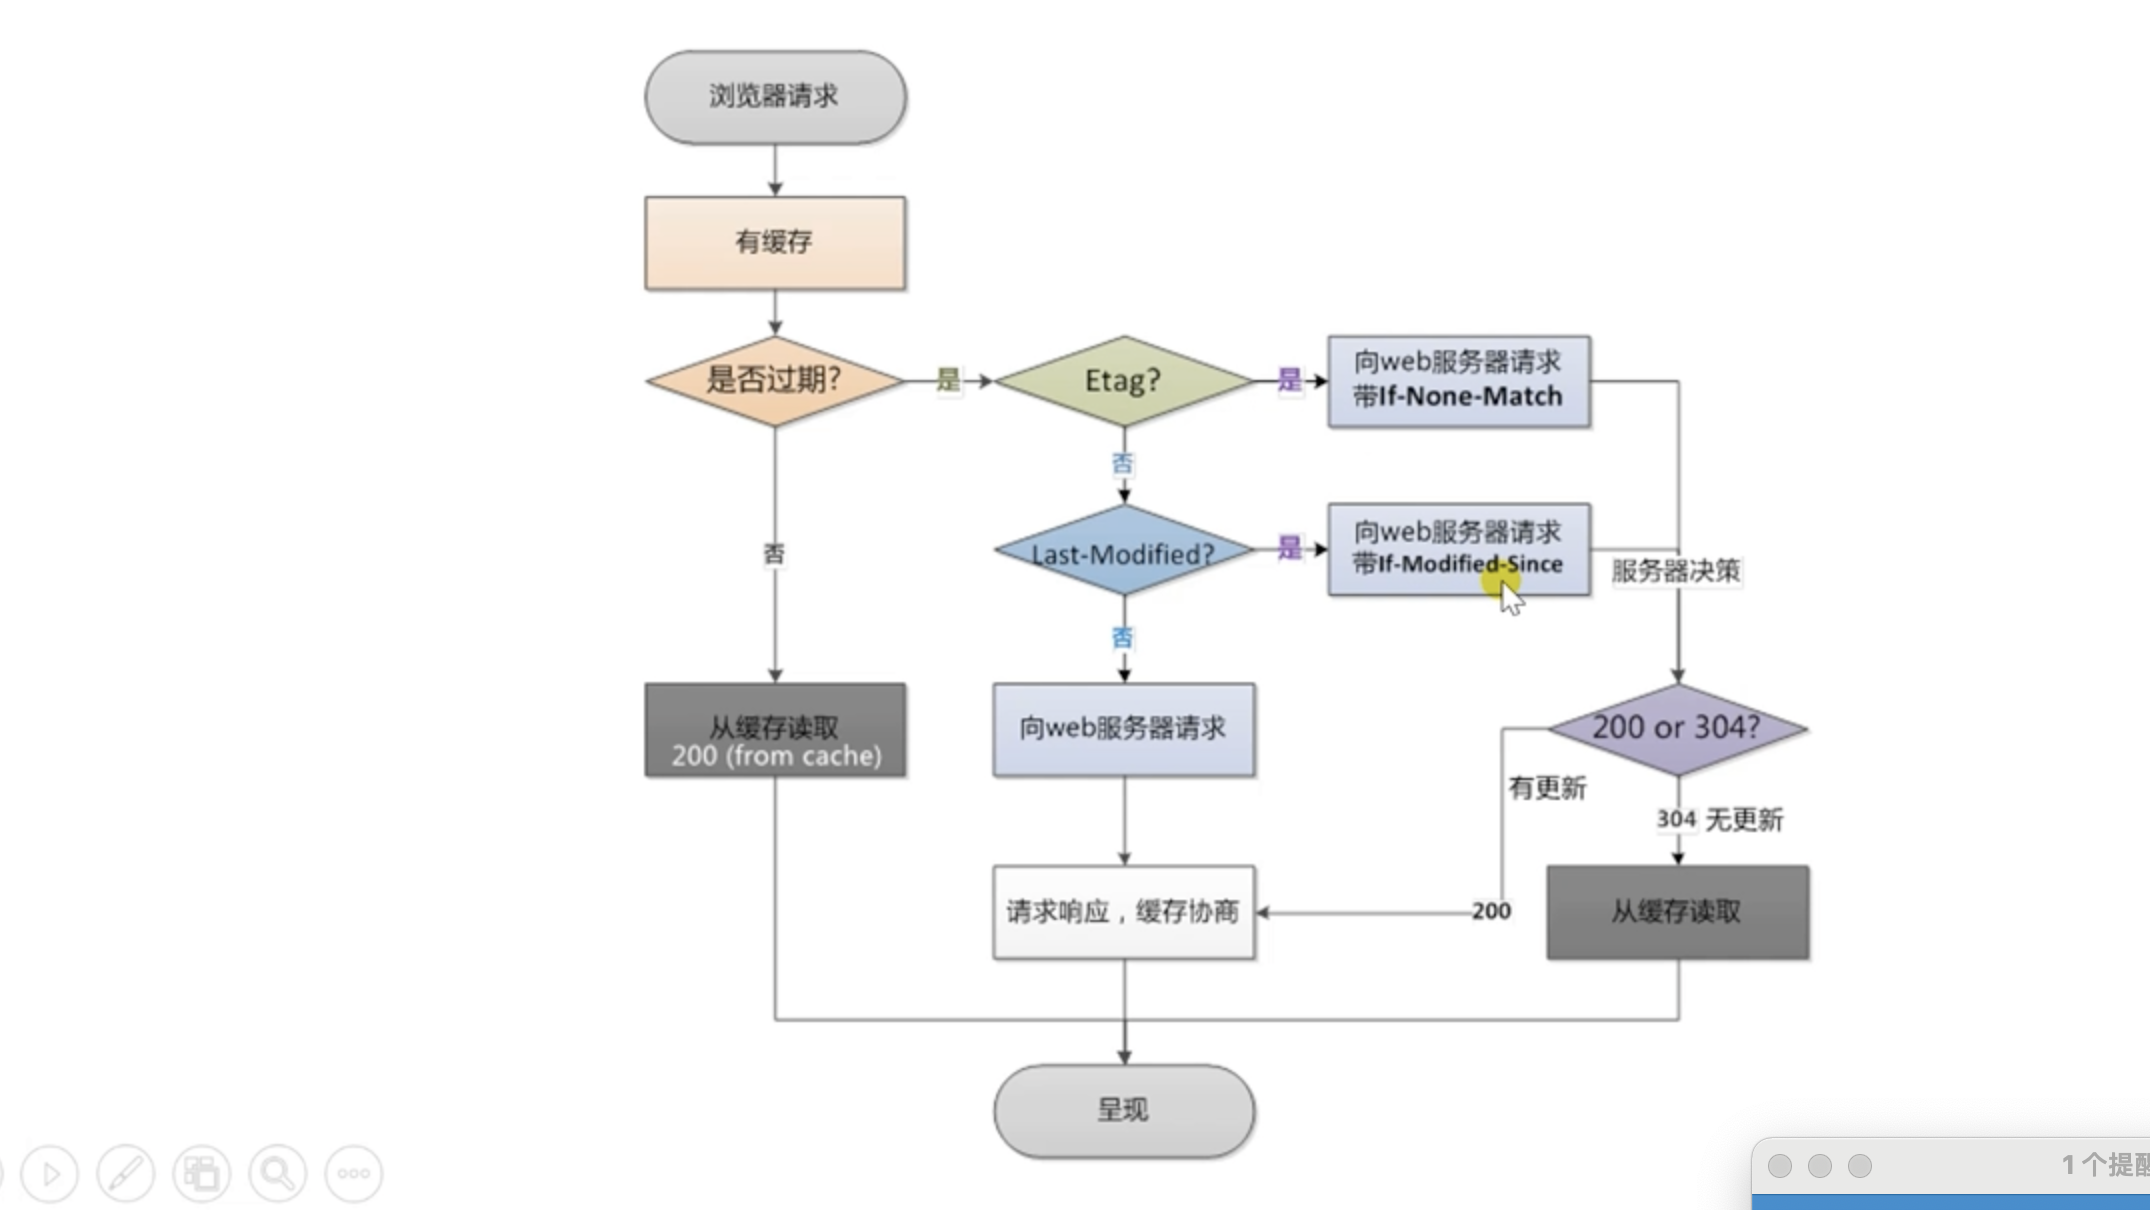 浏览器请求
有缓存
是否过期?
是
Etag?
是
向web服务器请求
带If-None-Match
否
否
Last-Modified?
是
向web服务器请求
带If-Modified-Since
服务器决策
否
从缓存读取
200 (from cache)
向web服务器请求
200 or 304?
有更新
304 无更新
请求响应，缓存协商
200
从缓存读取
呈现
1个提醒